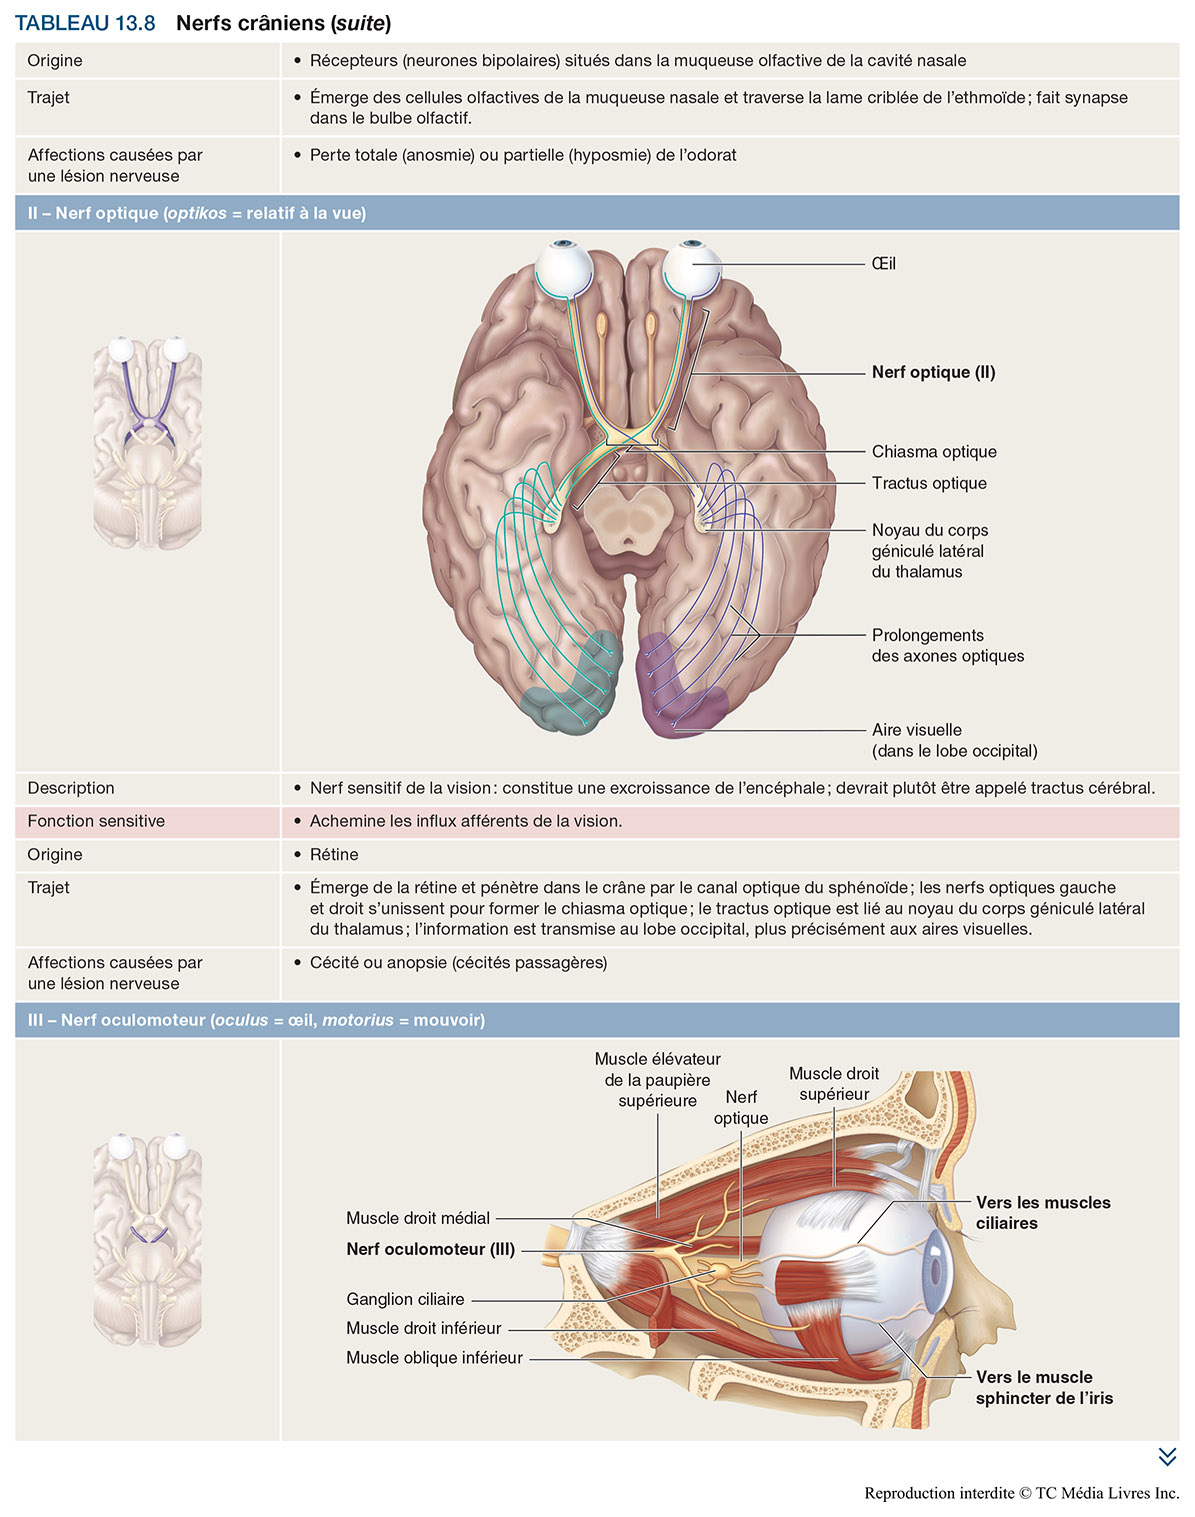 TABLEAU 13.8 Nerfs crâniens (suite)
Origine
• Récepteurs (neurones bipolaires) situés dans la muqueuse olfactive de la cavité nasale
Trajet
• Émerge des cellules olfactives de la muqueuse nasale et traverse la lame criblée de l’ethmoïde ; fait synapse
dans le bulbe olfactif.
Affections causées par
une lésion nerveuse
• Perte totale (anosmie) ou partielle (hyposmie) de l’odorat
II – Nerf optique (optikos = relatif à la vue)
Œil
Nerf optique (II)
Chiasma optique
Tractus optique
Noyau du corps
géniculé latéral
du thalamus
Prolongements
des axones optiques
Aire visuelle
(dans le lobe occipital)
Description
• Nerf sensitif de la vision : constitue une excroissance de l’encéphale ; devrait plutôt être appelé tractus cérébral.
Fonction sensitive
• Achemine les influx afférents de la vision.
Origine
• Rétine
Trajet
• Émerge de la rétine et pénètre dans le crâne par le canal optique du sphénoïde ; les nerfs optiques gauche
et droit s’unissent pour former le chiasma optique ; le tractus optique est lié au noyau du corps géniculé latéral
du thalamus ; l’information est transmise au lobe occipital, plus précisément aux aires visuelles.
Affections causées par
une lésion nerveuse
• Cécité ou anopsie (cécités passagères)
III – Nerf oculomoteur (oculus = œil, motorius = mouvoir)
Muscle élévateur
de la paupière
supérieure
Nerf
optique
Muscle droit
supérieur
Muscle droit médial
Nerf oculomoteur (III)
Ganglion ciliaire
Muscle droit inférieur
Muscle oblique inférieur
Vers les muscles
ciliaires
Vers le muscle
sphincter de l’iris
Reproduction interdite © TC Média Livres Inc.